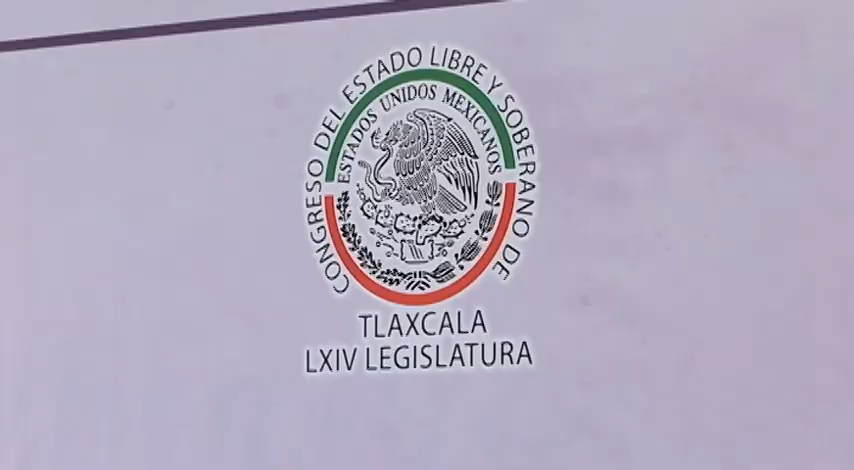 CONGRESO DEL ESTADO LIBRE Y SOBERANO DE
ESTADOS UNIDOS MEXICANOS
TLAXCALA
LXIV LEGISLATURA